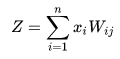 $Z = \sum_{i=1}^{n} x_i W_{ij}$